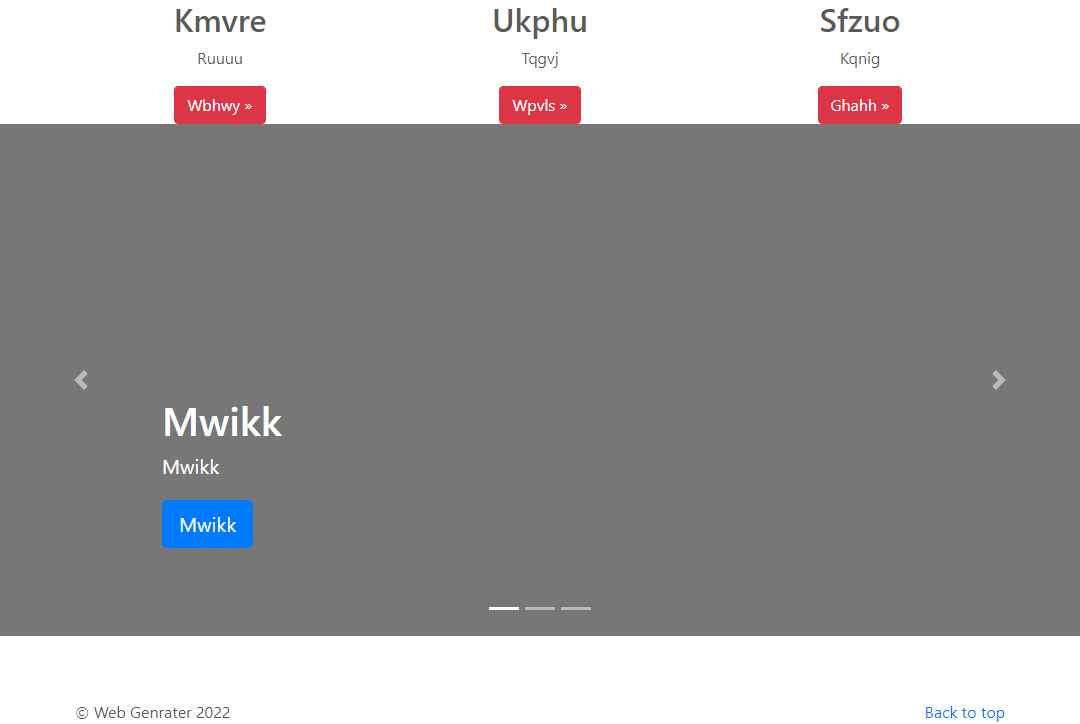 Kmvre
Ruuuu
Wbhwy »
Ukphu
Tqgvj
Wpvls »
Sfzuo
Kqnig
Ghahh »
Mwikk
Mwikk
Mwikk
© Web Genrater 2022
Back to top